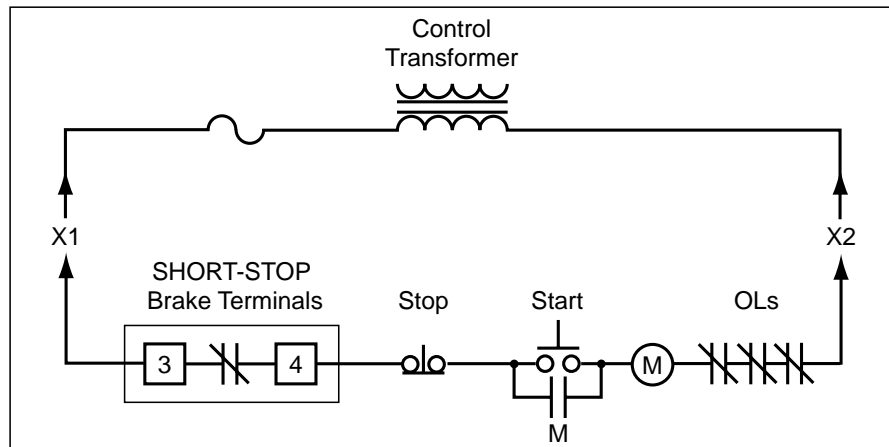 Control
Transformer
X1
X2
SHORT-STOP
Brake Terminals
Stop
Start
OLs
3
4
M
M